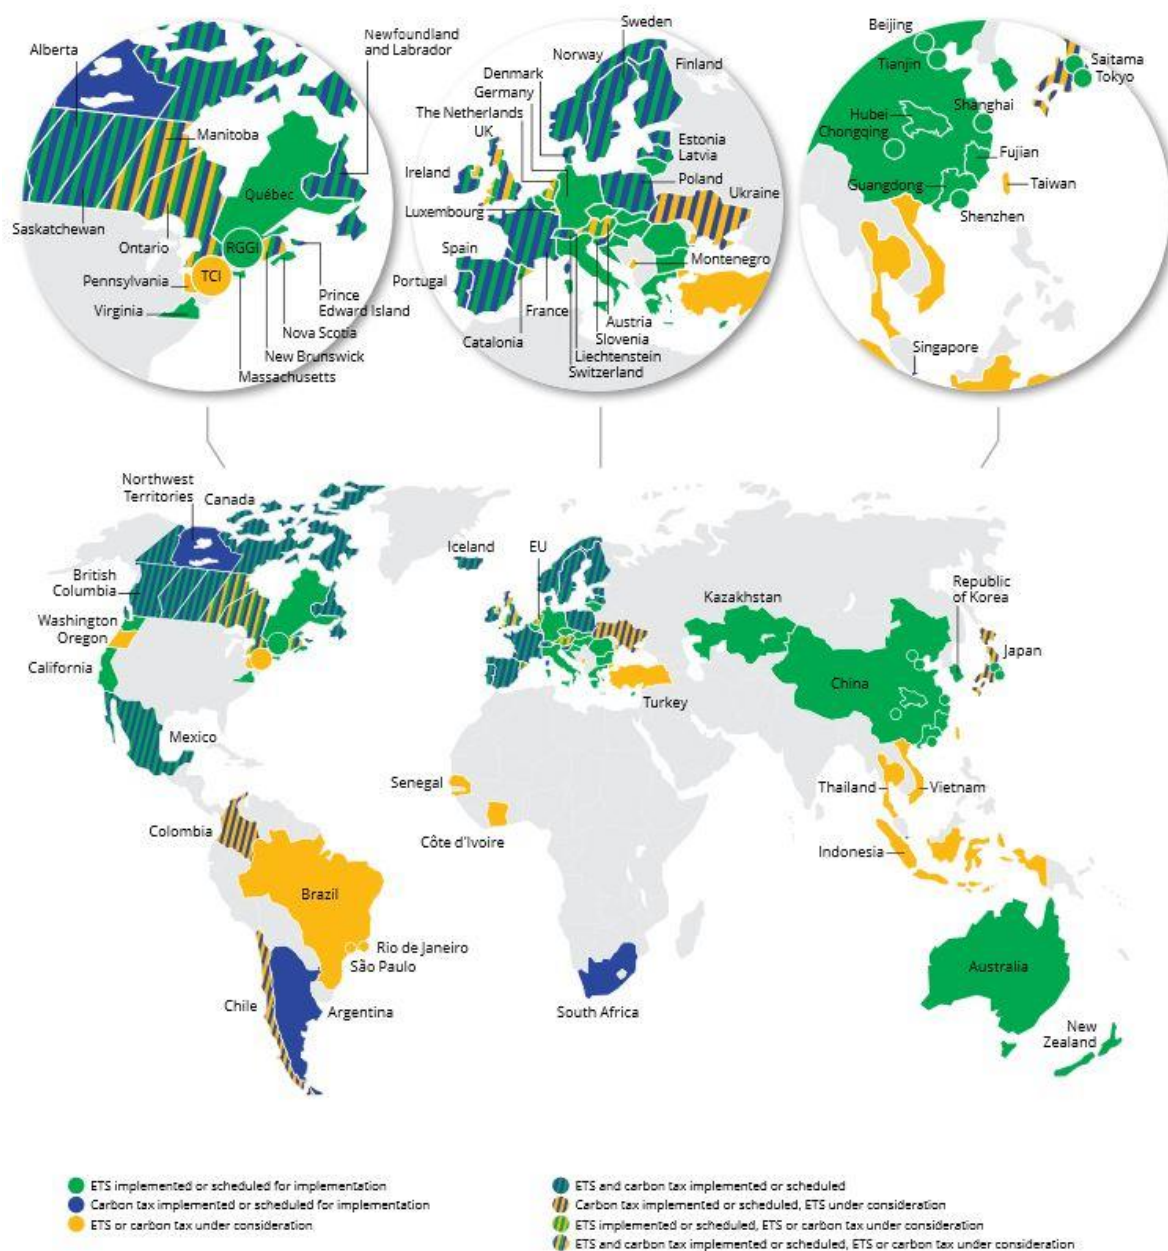 Alberta
Newfoundland
and Labrador
Manitoba
Québec
Saskatchewan
Ontario
RGGI
TCI
Pennsylvania
Virginia
Prince
Edward Island
Nova Scotia
New Brunswick
Massachusetts
Sweden
Norway
Finland
Denmark
Germany
The Netherlands
UK
Estonia
Latvia
Ireland
Poland
Ukraine
Luxembourg
Spain
Montenegro
Portugal
France
Austria
Catalonia
Slovenia
Liechtenstein
Switzerland
Beijing
Tianjin
Saitama
Tokyo
Hubei
Shanghai
Chongqing
Fujian
Guangdong
Taiwan
Shenzhen
Singapore
Northwest
Territories
Canada
Iceland
EU
British
Columbia
Republic
of Korea
Kazakhstan
Washington
Oregon
Japan
California
China
Turkey
Mexico
Senegal
Thailand
Vietnam
Colombia
Côte d'Ivoire
Indonesia
Brazil
Rio de Janeiro
São Paulo
Australia
Chile
Argentina
South Africa
New
Zealand
ETS implemented or scheduled for implementation
Carbon tax implemented or scheduled for implementation
ETS or carbon tax under consideration
ETS and carbon tax implemented or scheduled
Carbon tax implemented or scheduled, ETS under consideration
ETS implemented or scheduled, ETS or carbon tax under consideration
ETS and carbon tax implemented or scheduled, ETS or carbon tax under consideration